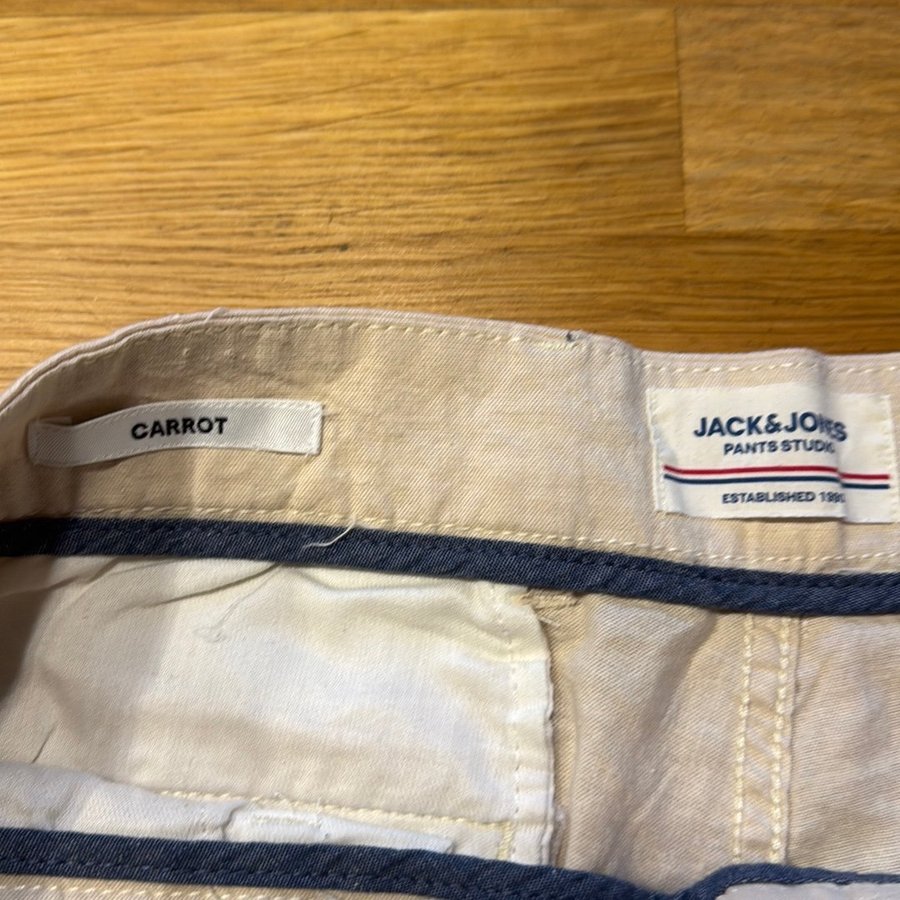 CARROT
JACK&JONES
PANTS STUDIO
ESTABLISHED 1990